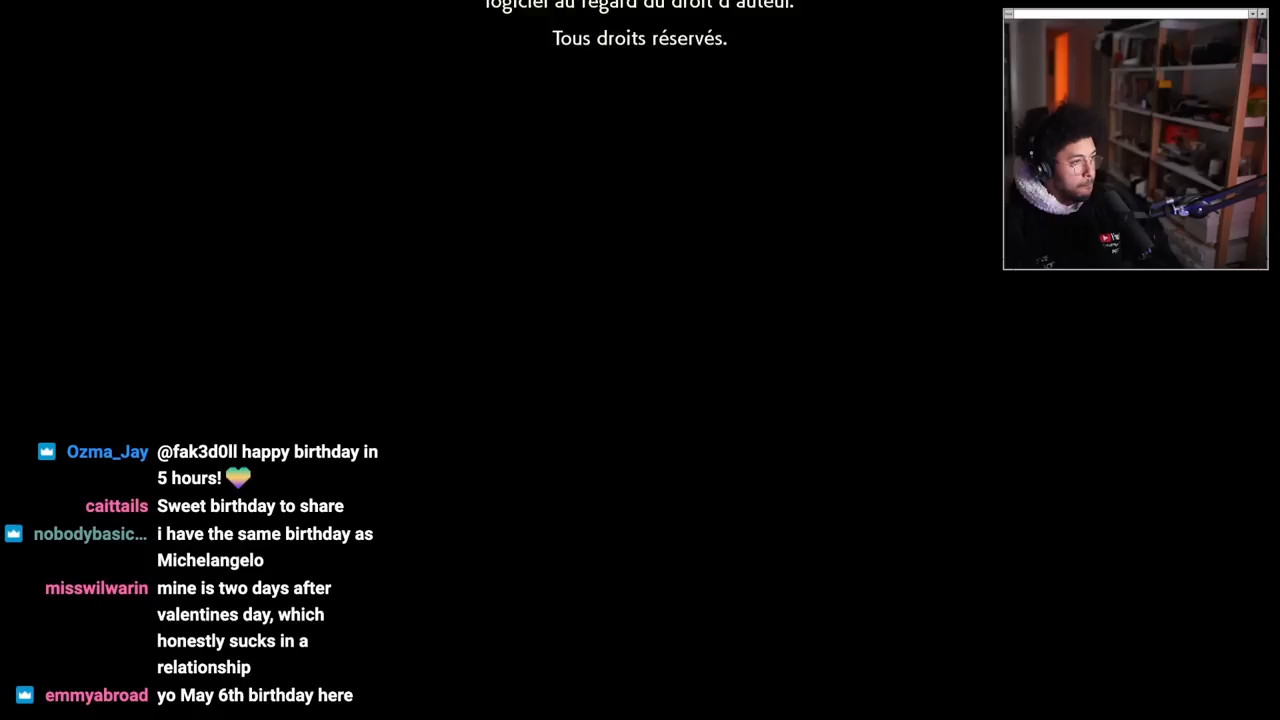 logiciel au regard du droit d'auteur.
Tous droits réservés.
Ozma_Jay @fak3d0ll happy birthday in
5 hours!
caittails Sweet birthday to share
nobodybasic... i have the same birthday as
Michelangelo
misswilwarin mine is two days after
valentines day, which
honestly sucks in a
relationship
emmyabroad yo May 6th birthday here